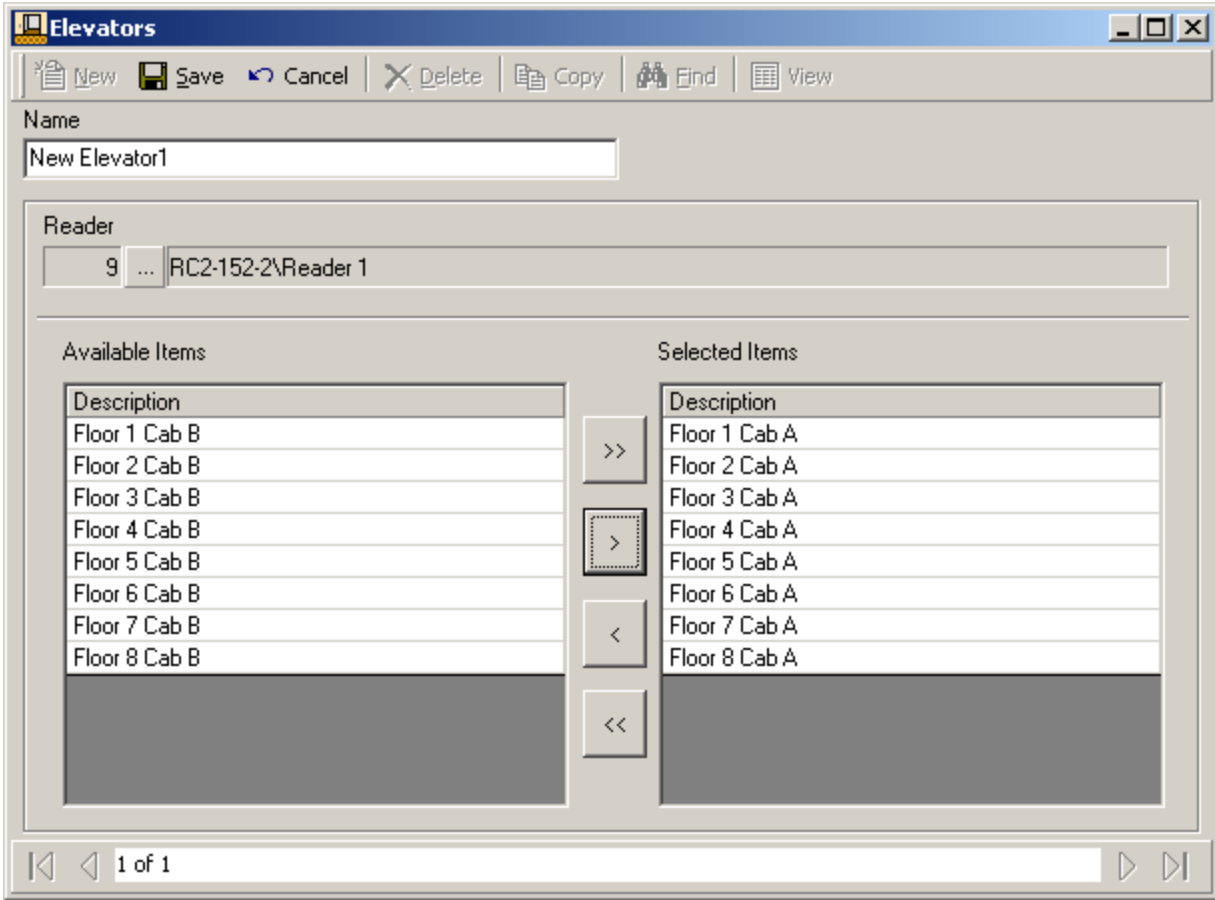 Elevators
New Save Cancel Delete Copy Find View
Name
New Elevator1
Reader
9 ... RC2-152-2\Reader 1
Available Items
Description
Floor 1 Cab B
Floor 2 Cab B
Floor 3 Cab B
Floor 4 Cab B
Floor 5 Cab B
Floor 6 Cab B
Floor 7 Cab B
Floor 8 Cab B
>>
>
<
<<
Selected Items
Description
Floor 1 Cab A
Floor 2 Cab A
Floor 3 Cab A
Floor 4 Cab A
Floor 5 Cab A
Floor 6 Cab A
Floor 7 Cab A
Floor 8 Cab A
1 of 1